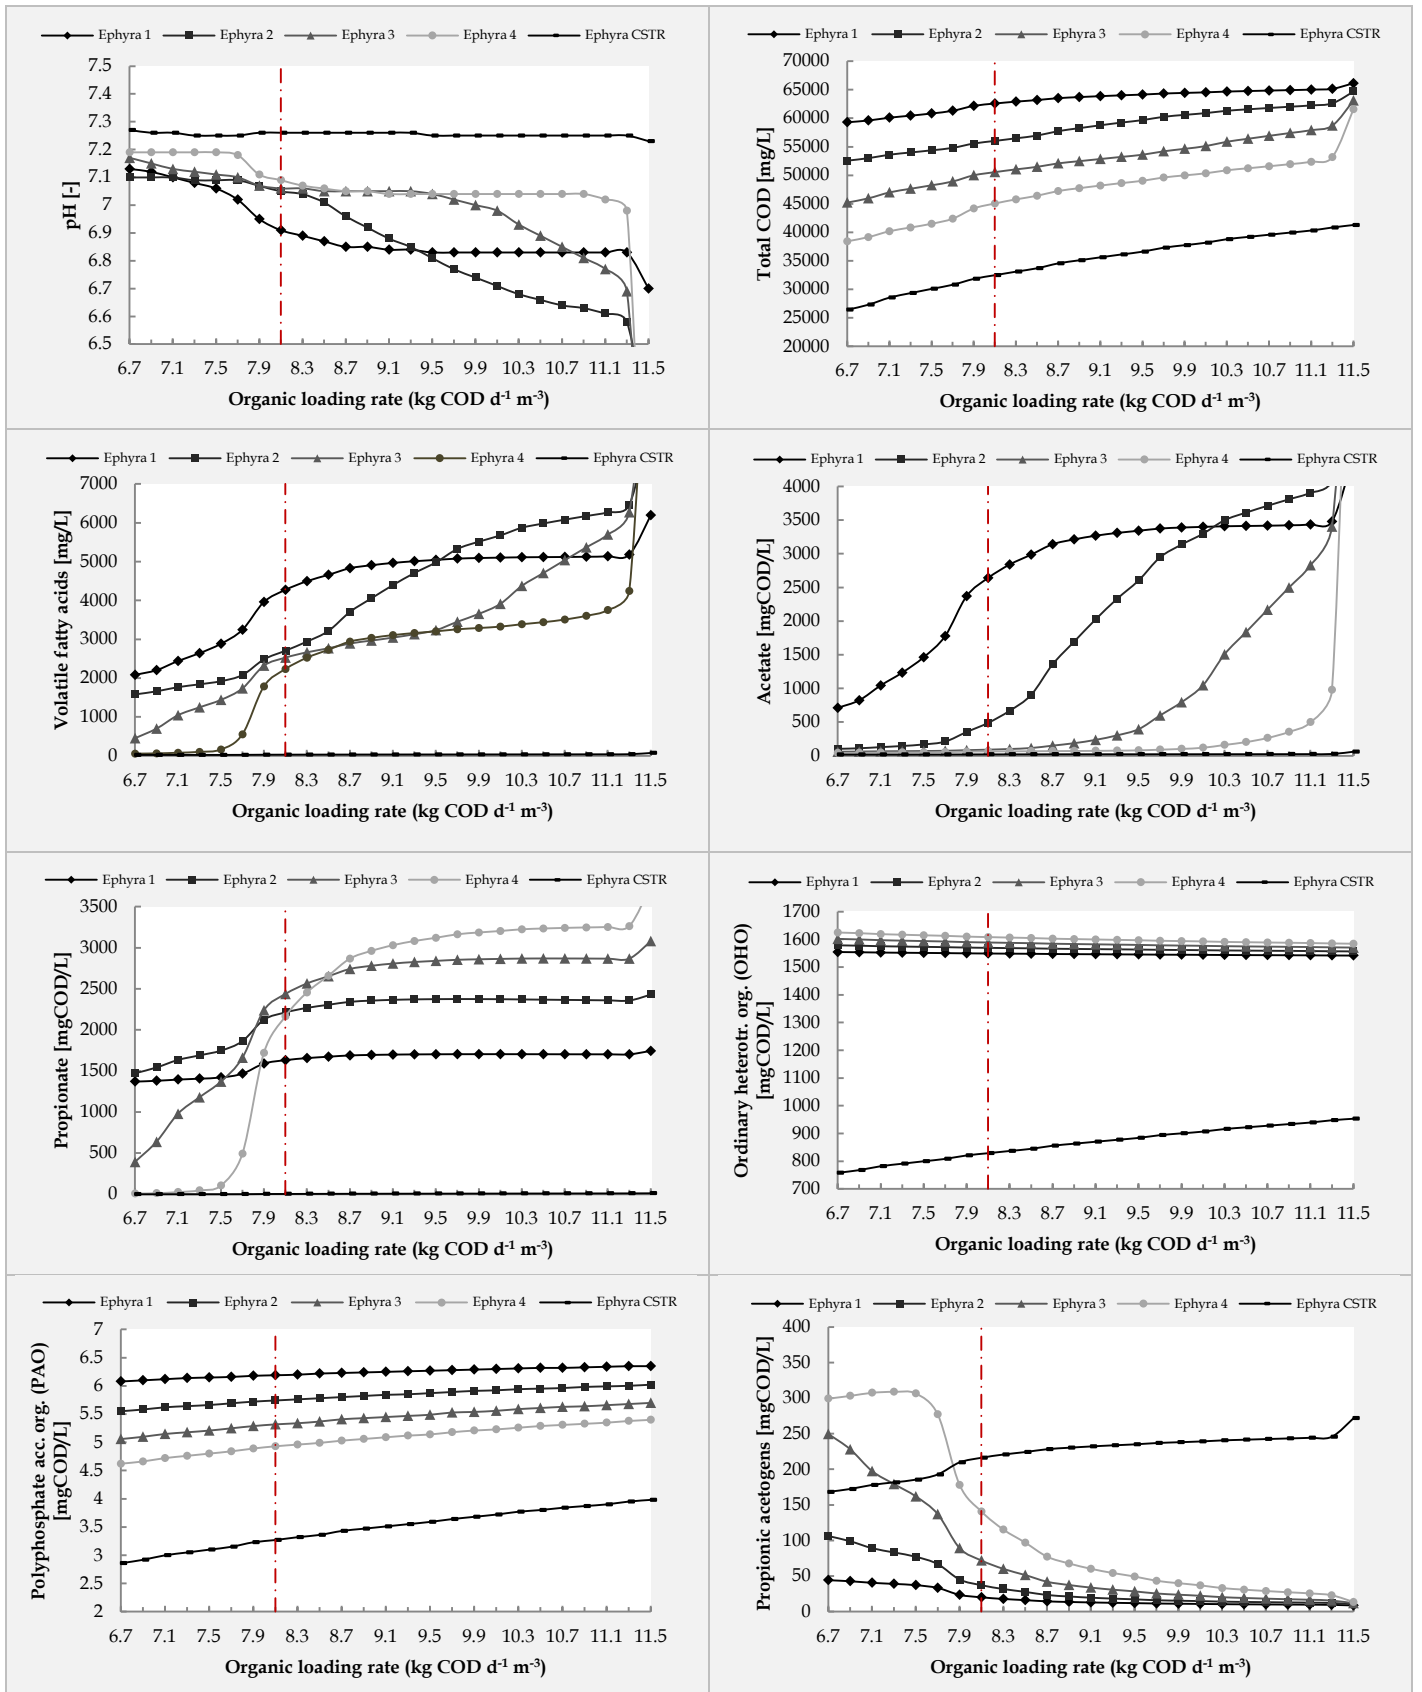 Ephyra 1 Ephyra 2 Ephyra 3 Ephyra 4 Ephyra CSTR
pH [-]
7.5
7.4
7.3
7.2
7.1
7
6.9
6.8
6.7
6.6
6.5
6.7 7.1 7.5 7.9 8.3 8.7 9.1 9.5 9.9 10.3 10.7 11.1 11.5
Organic loading rate (kg COD d-1 m-3)
Ephyra 1 Ephyra 2 Ephyra 3 Ephyra 4 Ephyra CSTR
Total COD [mg/L]
70000
65000
60000
55000
50000
45000
40000
35000
30000
25000
20000
6.7 7.1 7.5 7.9 8.3 8.7 9.1 9.5 9.9 10.3 10.7 11.1 11.5
Organic loading rate (kg COD d-1 m-3)
Ephyra 1 Ephyra 2 Ephyra 3 Ephyra 4 Ephyra CSTR
Volatile fatty acids [mg/L]
7000
6000
5000
4000
3000
2000
1000
0
6.7 7.1 7.5 7.9 8.3 8.7 9.1 9.5 9.9 10.3 10.7 11.1 11.5
Organic loading rate (kg COD d-1 m-3)
Ephyra 1 Ephyra 2 Ephyra 3 Ephyra 4 Ephyra CSTR
Acetate [mgCOD/L]
4000
3500
3000
2500
2000
1500
1000
500
0
6.7 7.1 7.5 7.9 8.3 8.7 9.1 9.5 9.9 10.3 10.7 11.1 11.5
Organic loading rate (kg COD d-1 m-3)
Ephyra 1 Ephyra 2 Ephyra 3 Ephyra 4 Ephyra CSTR
Propionate [mgCOD/L]
3500
3000
2500
2000
1500
1000
500
0
6.7 7.1 7.5 7.9 8.3 8.7 9.1 9.5 9.9 10.3 10.7 11.1 11.5
Organic loading rate (kg COD d-1 m-3)
Ephyra 1 Ephyra 2 Ephyra 3 Ephyra 4 Ephyra CSTR
Ordinary heterotr. org. (OHO)
[mgCOD/L]
1700
1600
1500
1400
1300
1200
1100
1000
900
800
700
6.7 7.1 7.5 7.9 8.3 8.7 9.1 9.5 9.9 10.3 10.7 11.1 11.5
Organic loading rate (kg COD d-1 m-3)
Ephyra 1 Ephyra 2 Ephyra 3 Ephyra 4 Ephyra CSTR
Polyphosphate acc. org. (PAO)
[mgCOD/L]
7
6.5
6
5.5
5
4.5
4
3.5
3
2.5
2
6.7 7.1 7.5 7.9 8.3 8.7 9.1 9.5 9.9 10.3 10.7 11.1 11.5
Organic loading rate (kg COD d-1 m-3)
Ephyra 1 Ephyra 2 Ephyra 3 Ephyra 4 Ephyra CSTR
Propionic acetogens [mgCOD/L]
400
350
300
250
200
150
100
50
0
6.7 7.1 7.5 7.9 8.3 8.7 9.1 9.5 9.9 10.3 10.7 11.1 11.5
Organic loading rate (kg COD d-1 m-3)